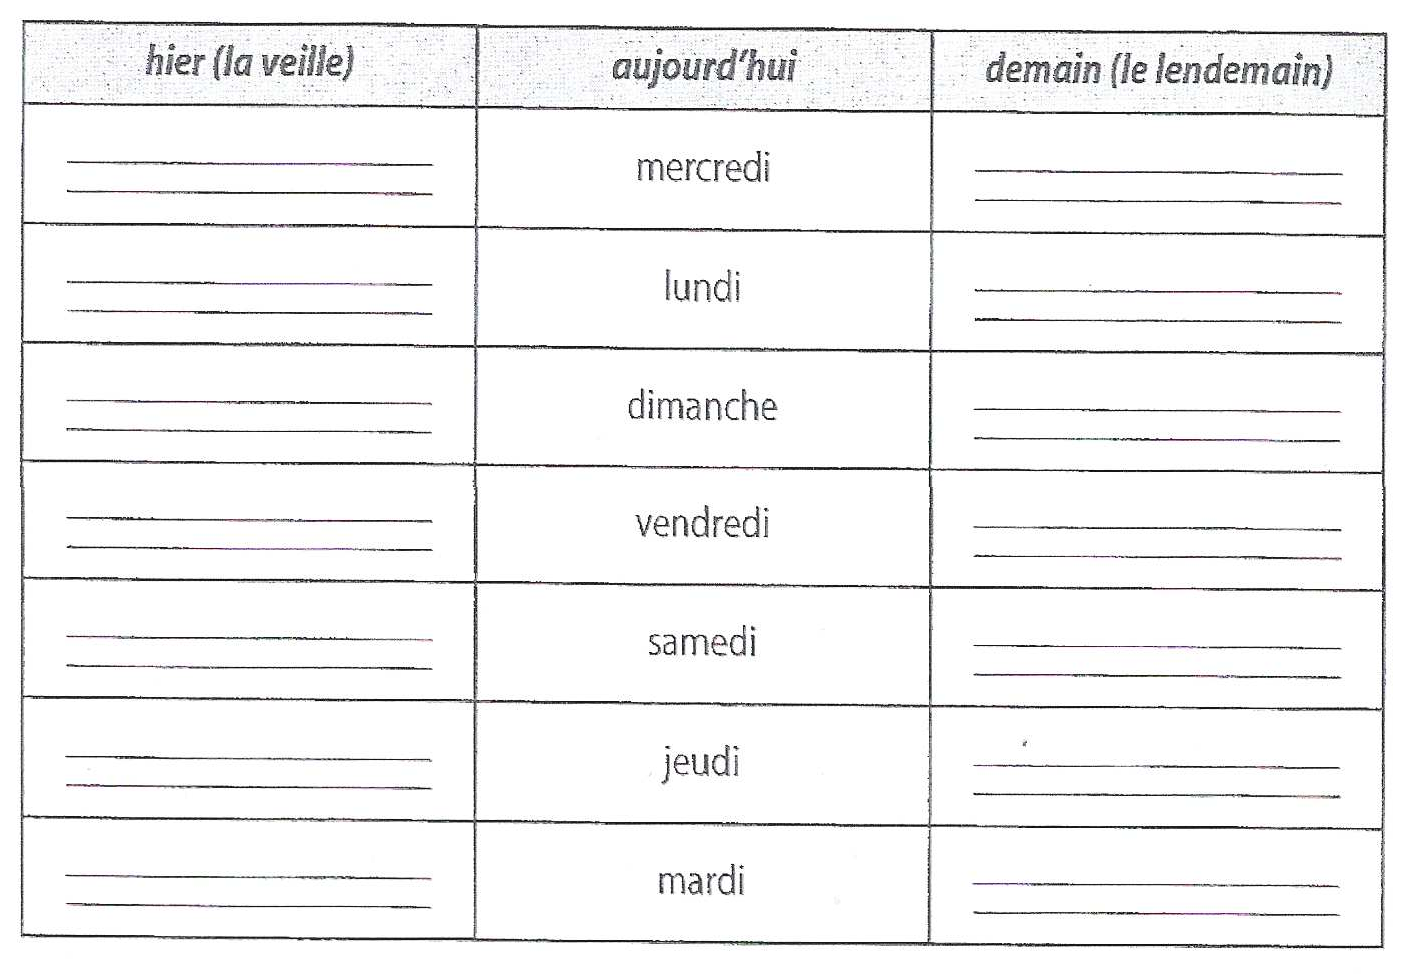 hier (la veille) aujourd'hui demain (le lendemain)
mercredi
lundi
dimanche
vendredi
samedi
jeudi
mardi